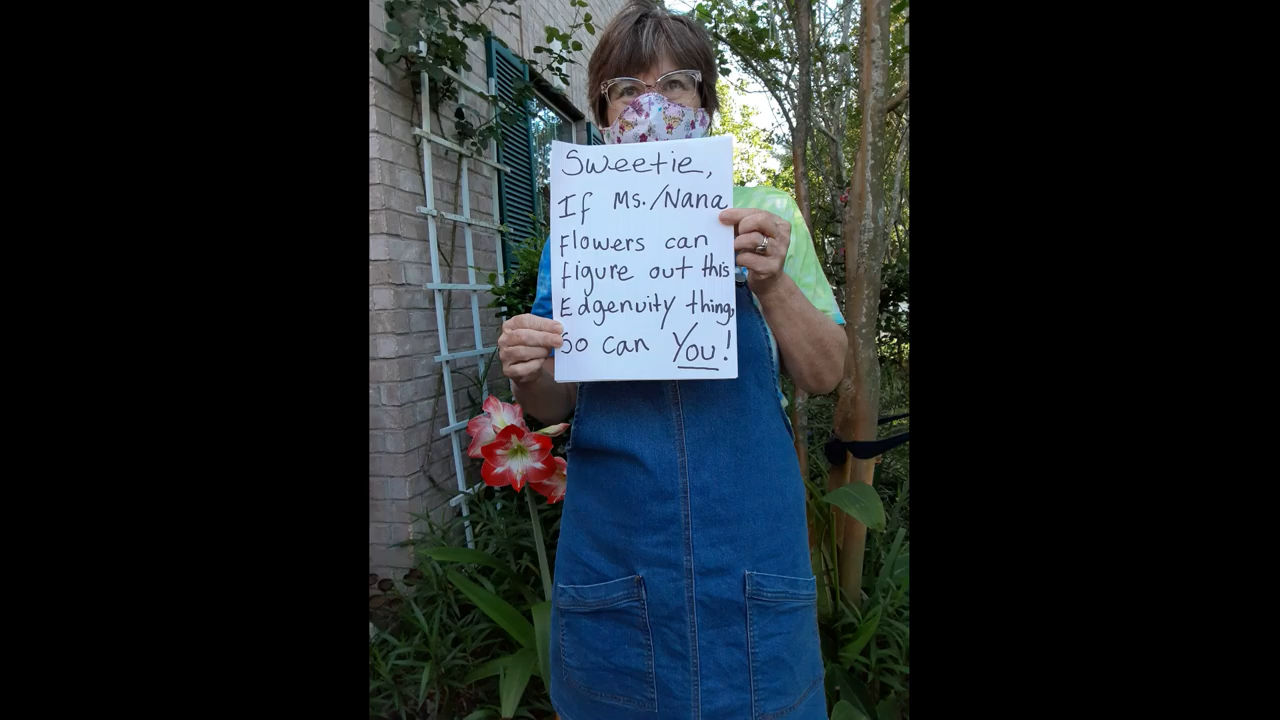 Sweetie,
If Ms./Nana
Flowers can
figure out this
Edgenuity thing,
So can You!